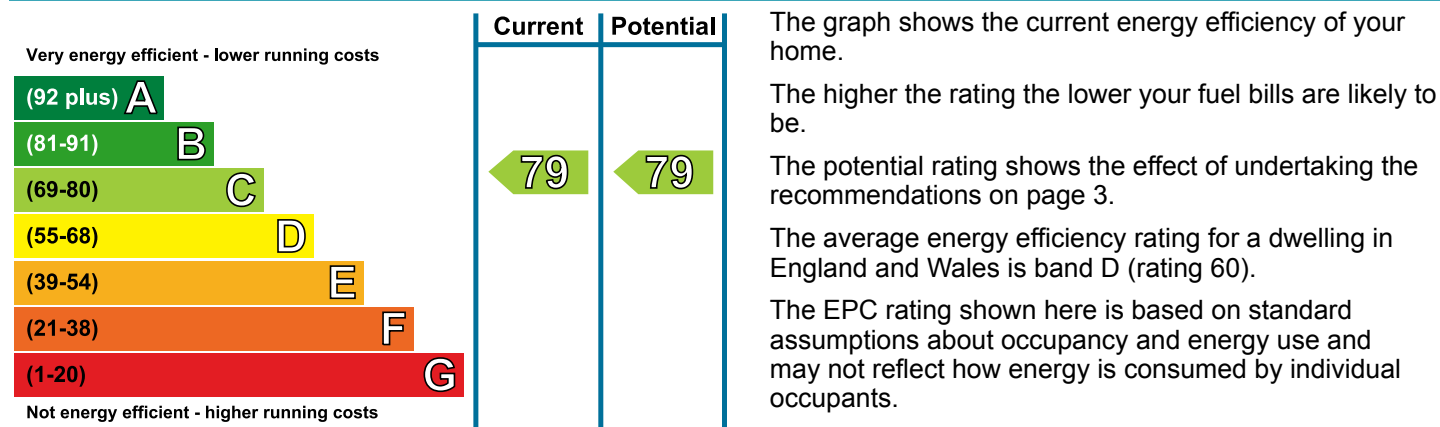 Current Potential
Very energy efficient - lower running costs
(92 plus) A
(81-91) B
(69-80) C
(55-68) D
(39-54) E
(21-38) F
(1-20) G
Not energy efficient - higher running costs
79 79
The graph shows the current energy efficiency of your
home.
The higher the rating the lower your fuel bills are likely to
be.
The potential rating shows the effect of undertaking the
recommendations on page 3.
The average energy efficiency rating for a dwelling in
England and Wales is band D (rating 60).
The EPC rating shown here is based on standard
assumptions about occupancy and energy use and
may not reflect how energy is consumed by individual
occupants.